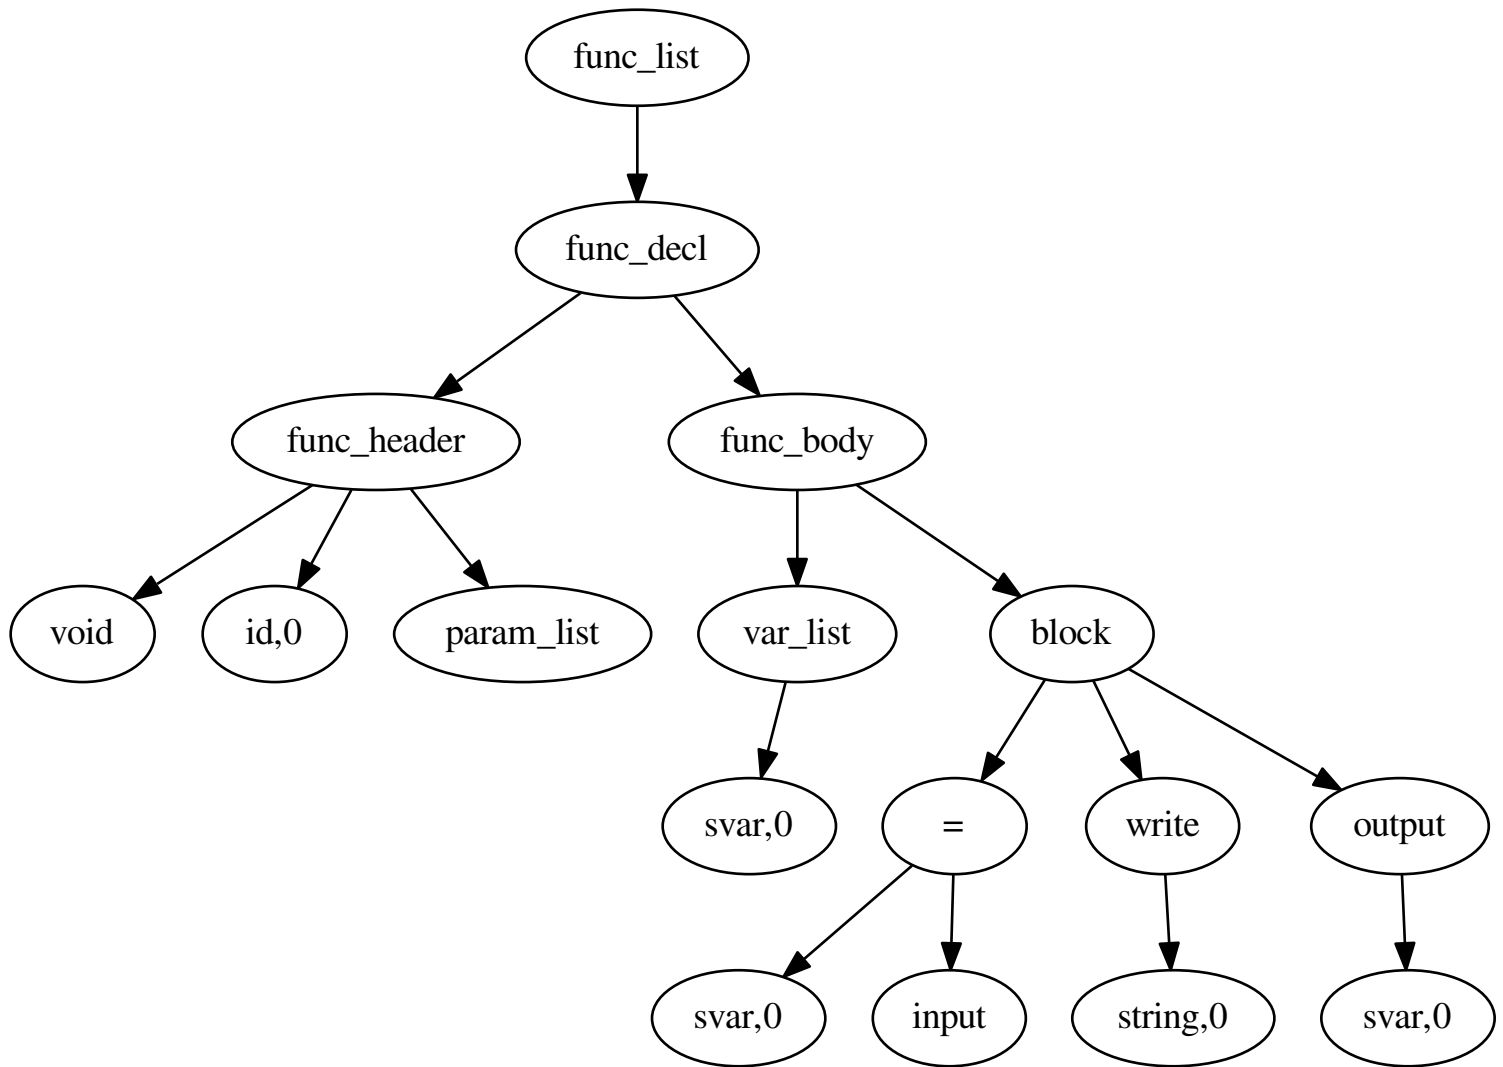 func_list
func_decl
func_header
func_body
void
id,0
param_list
var_list
block
svar,0
=
write
output
svar,0
input
string,0
svar,0